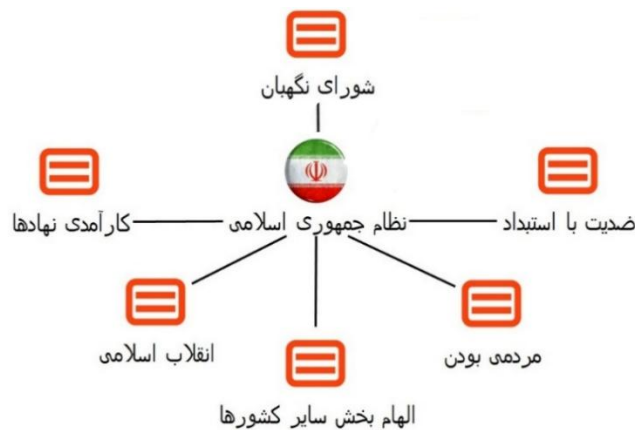 شورای نگهبان
ضدیت با استبداد
نظام جمهوری اسلامی
کارآمدی نهادها
مردمی بودن
انقلاب اسلامی
الهام بخش سایر کشورها